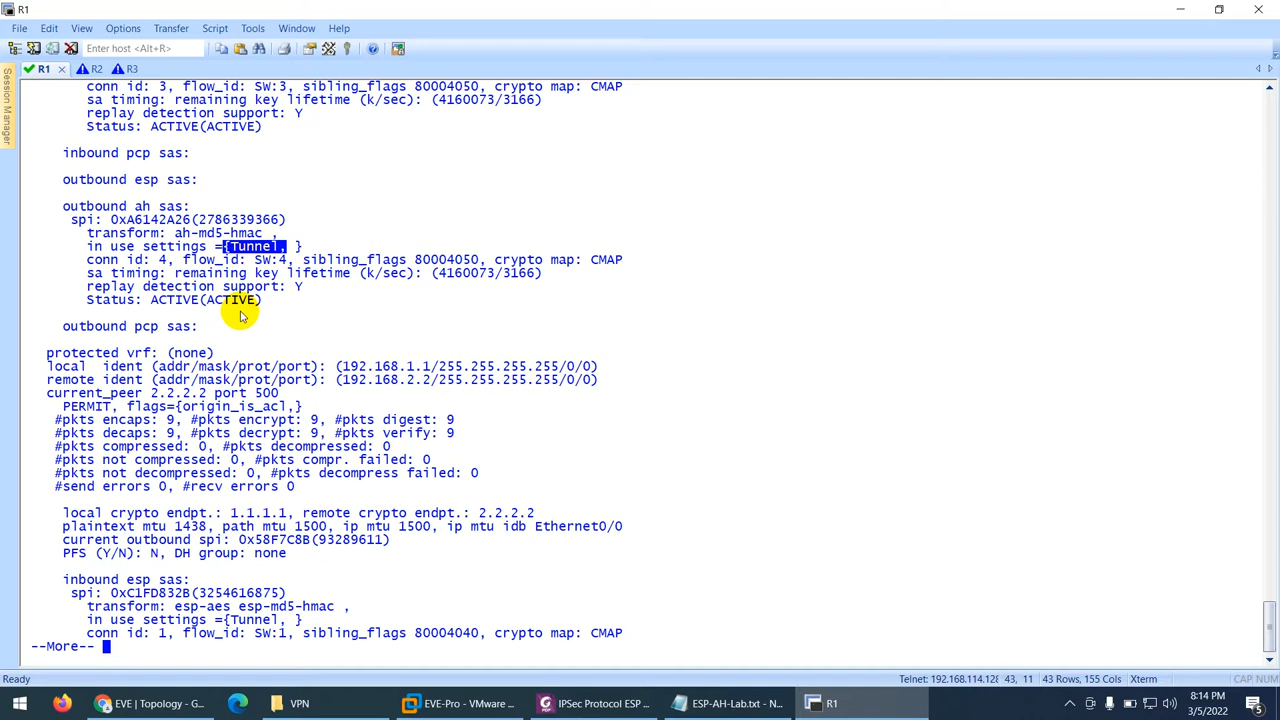 R1
File Edit View Options Transfer Script Tools Window Help
Enter host <Alt+R>
R1 R2 R3
Session Manager
conn id: 3, flow_id: SW:3, sibling_flags 80004050, crypto map: CMAP
sa timing: remaining key lifetime (k/sec): (4160073/3166)
replay detection support: Y
Status: ACTIVE(ACTIVE)
inbound pcp sas:
outbound esp sas:
outbound ah sas:
spi: 0xA6142A26(2786339366)
transform: ah-md5-hmac ,
in use settings ={Tunnel, }
conn id: 4, flow_id: SW:4, sibling_flags 80004050, crypto map: CMAP
sa timing: remaining key lifetime (k/sec): (4160073/3166)
replay detection support: Y
Status: ACTIVE(ACTIVE)
outbound pcp sas:
protected vrf: (none)
local  ident (addr/mask/prot/port): (192.168.1.1/255.255.255.255/0/0)
remote ident (addr/mask/prot/port): (192.168.2.2/255.255.255.255/0/0)
current_peer 2.2.2.2 port 500
PERMIT, flags={origin_is_acl,}
#pkts encaps: 9, #pkts encrypt: 9, #pkts digest: 9
#pkts decaps: 9, #pkts decrypt: 9, #pkts verify: 9
#pkts compressed: 0, #pkts decompressed: 0
#pkts not compressed: 0, #pkts compr. failed: 0
#pkts not decompressed: 0, #pkts decompress failed: 0
#send errors 0, #recv errors 0
local crypto endpt.: 1.1.1.1, remote crypto endpt.: 2.2.2.2
plaintext mtu 1438, path mtu 1500, ip mtu 1500, ip mtu idb Ethernet0/0
current outbound spi: 0x58F7C8B(93289611)
PFS (Y/N): N, DH group: none
inbound esp sas:
spi: 0xC1FD832B(3254616875)
transform: esp-aes esp-md5-hmac ,
in use settings ={Tunnel, }
conn id: 1, flow_id: SW:1, sibling_flags 80004040, crypto map: CMAP
--More--
Ready Telnet: 192.168.114.128 43, 11 43 Rows, 155 Cols Xterm CAP NUM
EVE | Topology - G... VPN EVE-Pro - VMware ... IPSec Protocol ESP ... ESP-AH-Lab.txt - N... R1 8:14 PM
3/5/2022 5